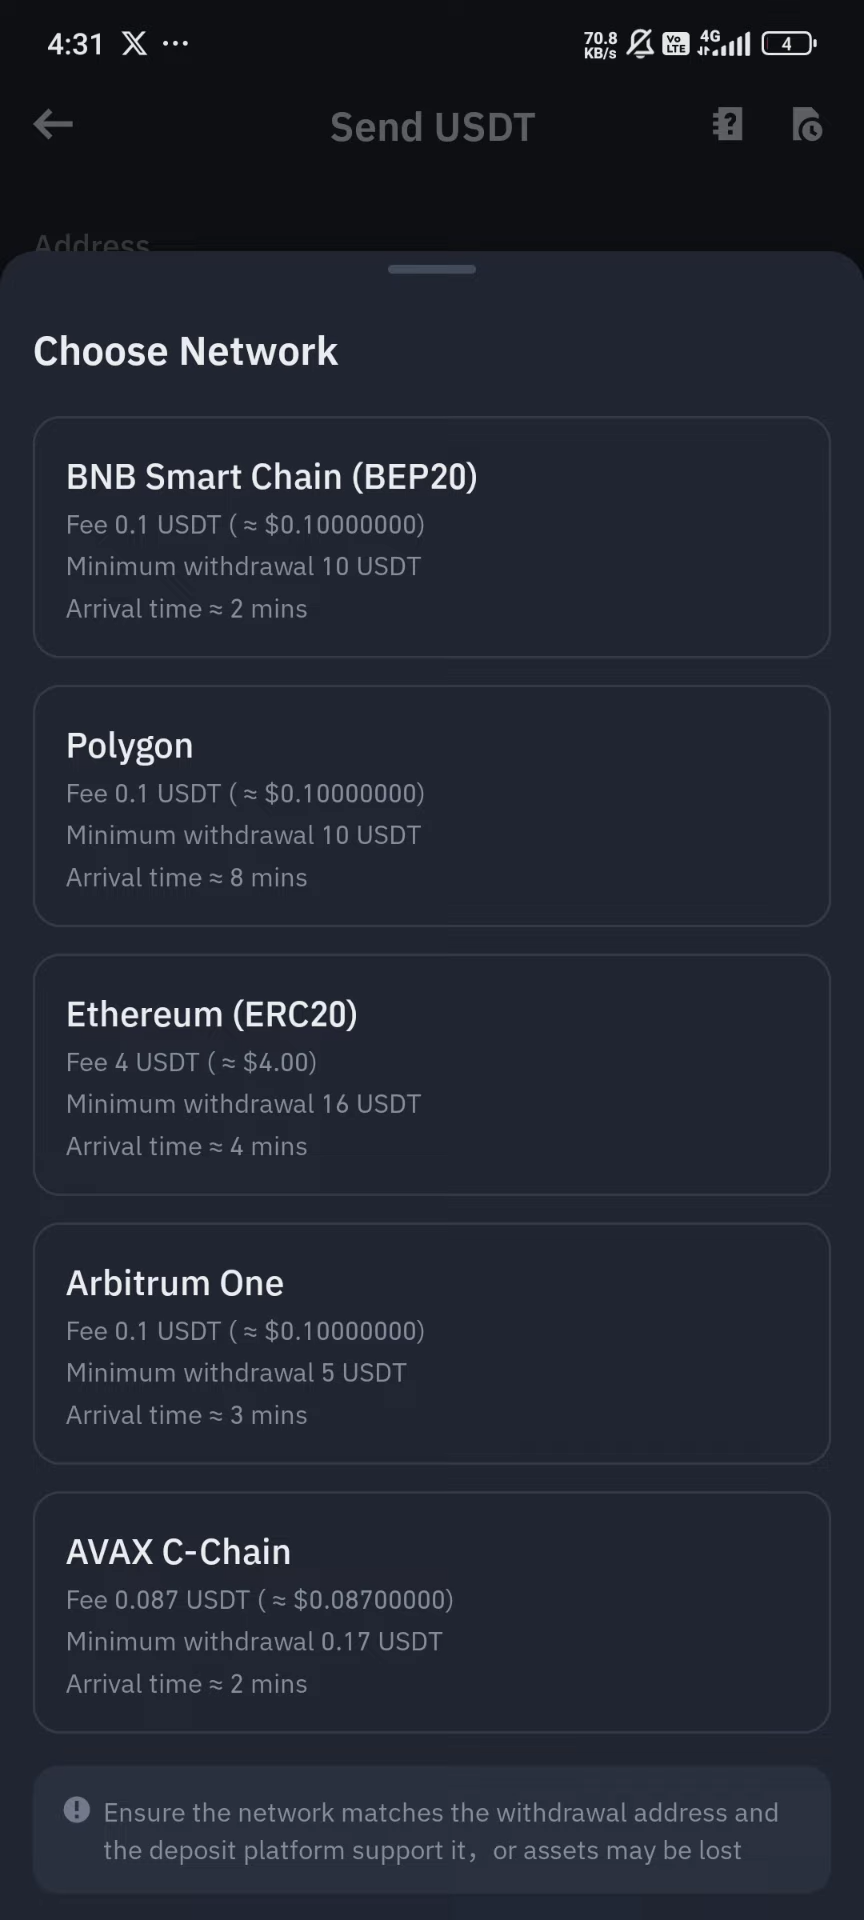 4:31 X ...
70.8 KB/s Vo LTE 4G 4
Send USDT
Address
Choose Network
BNB Smart Chain (BEP20)
Fee 0.1 USDT ( ≈ $0.10000000)
Minimum withdrawal 10 USDT
Arrival time ≈ 2 mins
Polygon
Fee 0.1 USDT ( ≈ $0.10000000)
Minimum withdrawal 10 USDT
Arrival time ≈ 8 mins
Ethereum (ERC20)
Fee 4 USDT ( ≈ $4.00)
Minimum withdrawal 16 USDT
Arrival time ≈ 4 mins
Arbitrum One
Fee 0.1 USDT ( ≈ $0.10000000)
Minimum withdrawal 5 USDT
Arrival time ≈ 3 mins
AVAX C-Chain
Fee 0.087 USDT ( ≈ $0.08700000)
Minimum withdrawal 0.17 USDT
Arrival time ≈ 2 mins
Ensure the network matches the withdrawal address and
the deposit platform support it，or assets may be lost